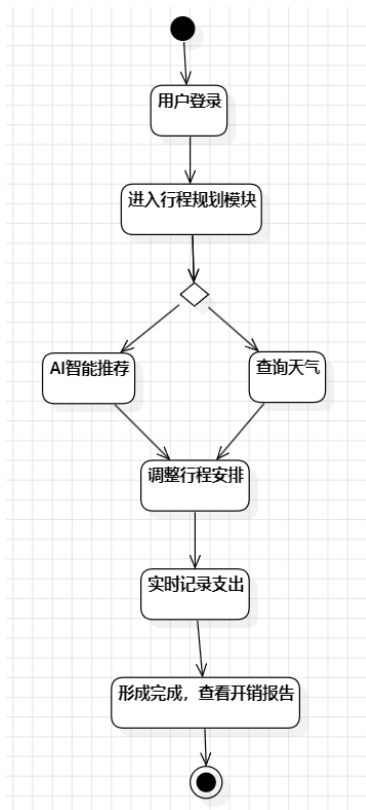 用户登录
进入行程规划模块
AI智能推荐
查询天气
调整行程安排
实时记录支出
形成完成，查看开销报告